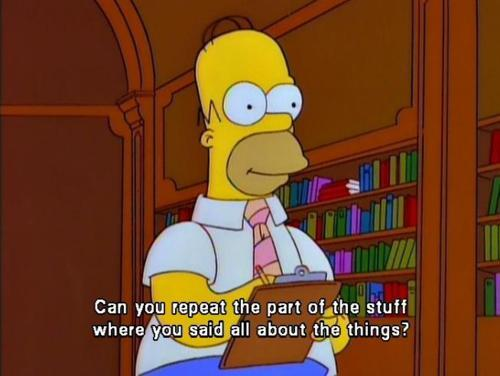 Can you repeat the part of the stuff
where you said all about the things?